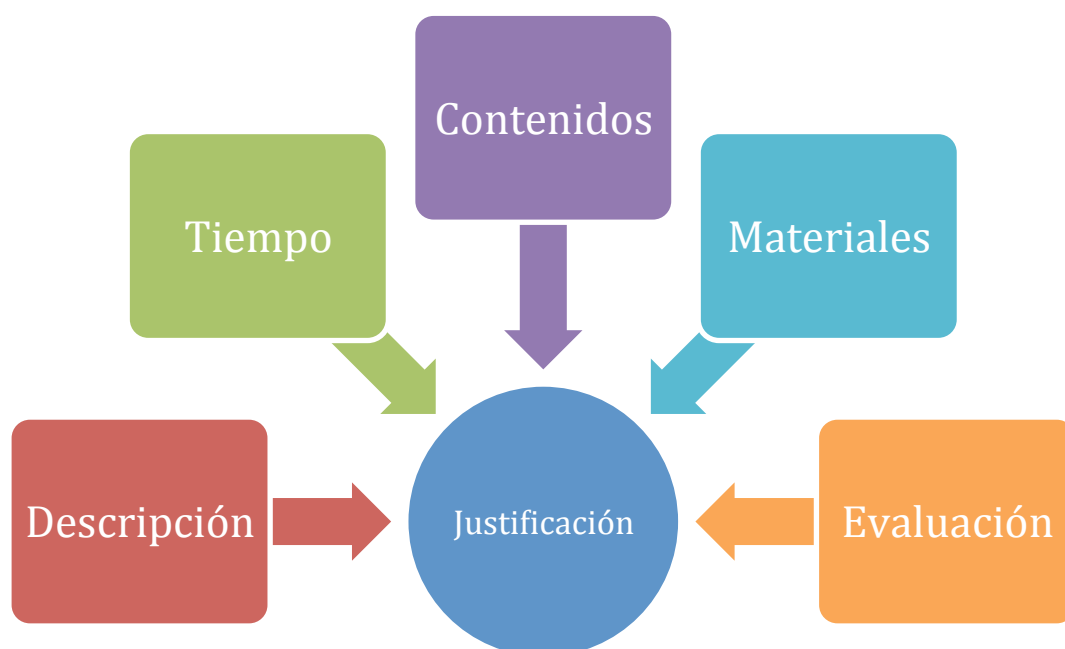 Contenidos
Tiempo
Materiales
Descripción
Justificación
Evaluación